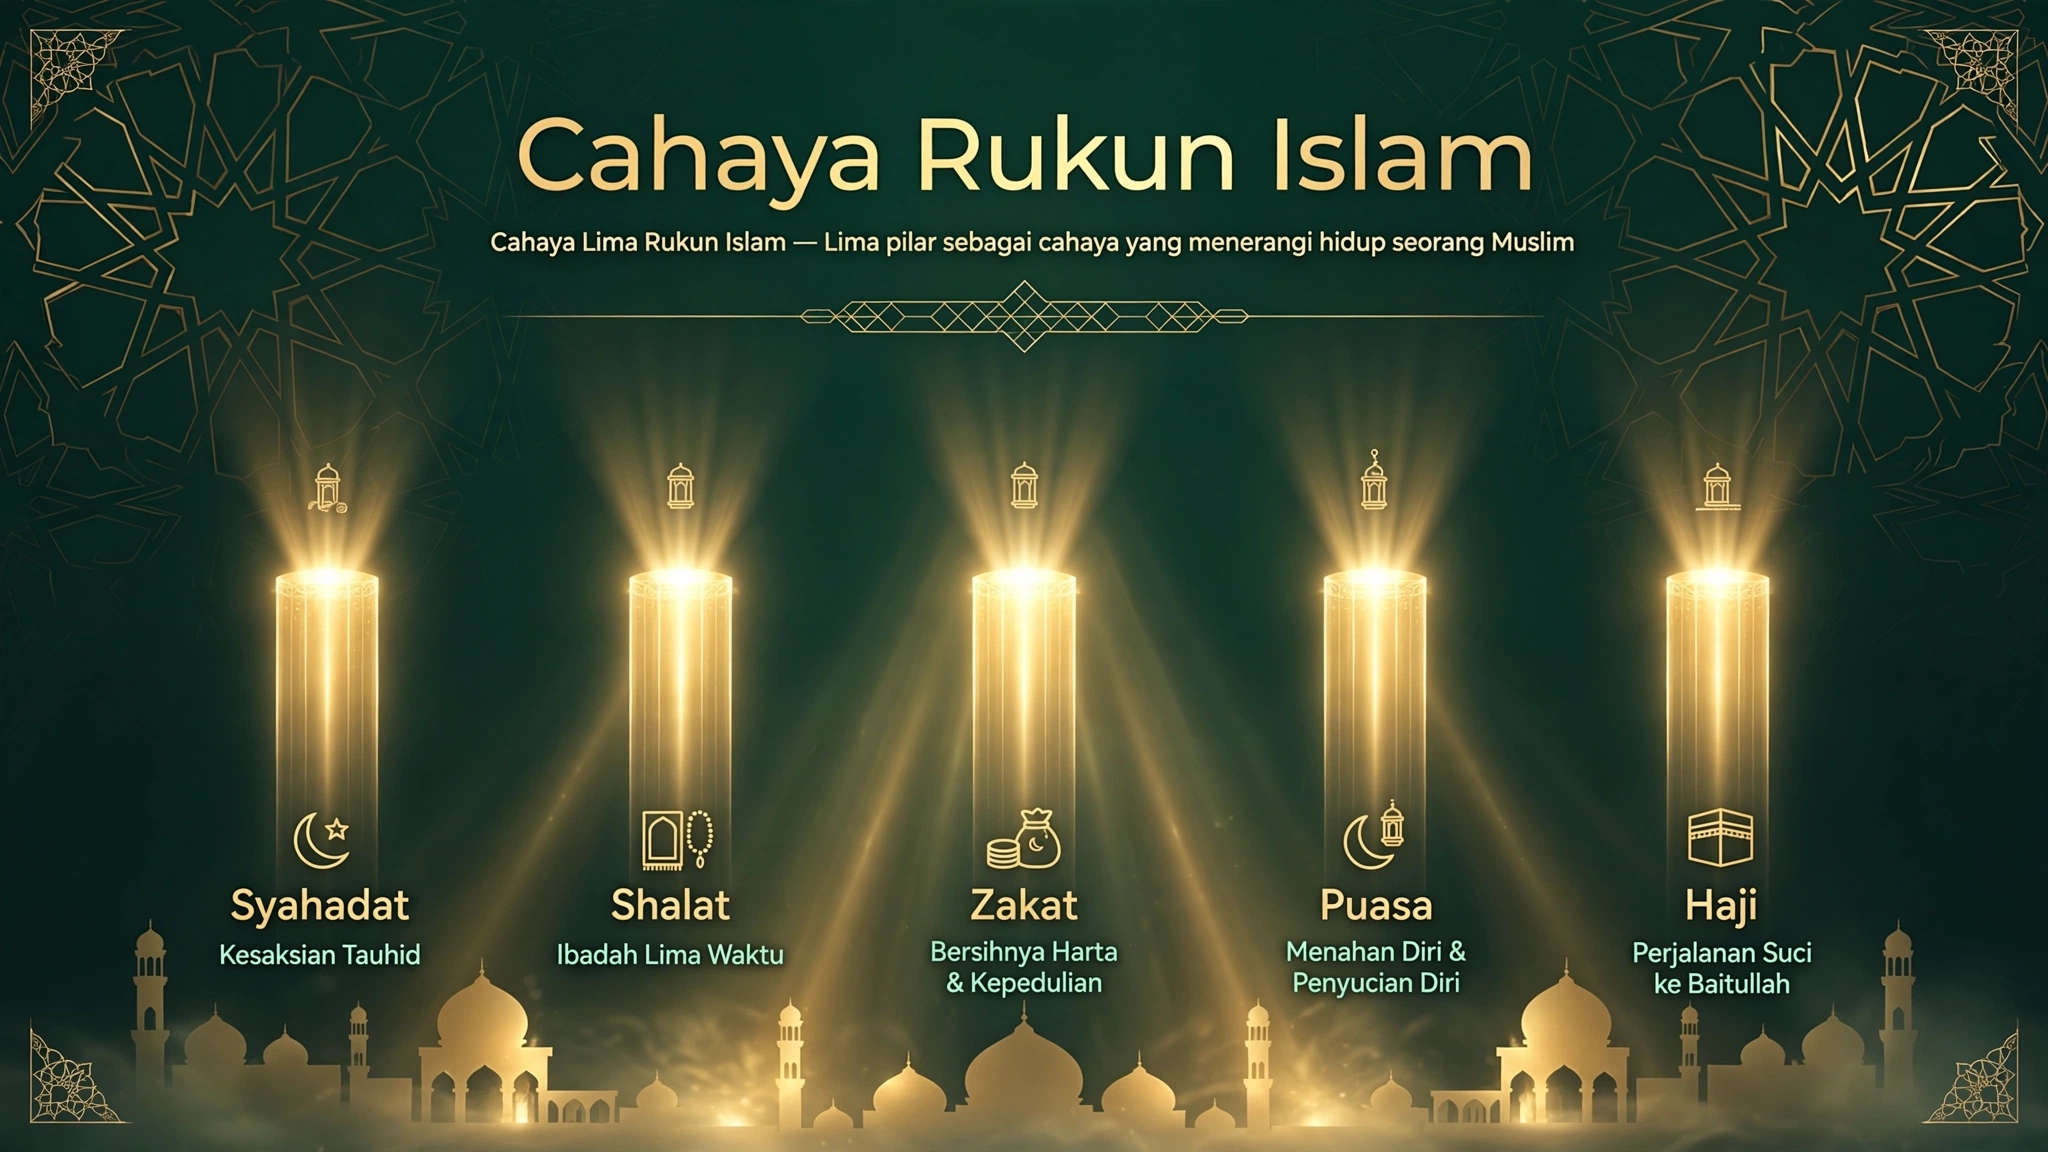 Cahaya Rukun Islam
Cahaya Lima Rukun Islam — Lima pilar sebagai cahaya yang menerangi hidup seorang Muslim
Syahadat
Kesaksian Tauhid
Shalat
Ibadah Lima Waktu
Zakat
Bersihnya Harta
& Kepedulian
Puasa
Menahan Diri &
Penyucian Diri
Haji
Perjalanan Suci
ke Baitullah